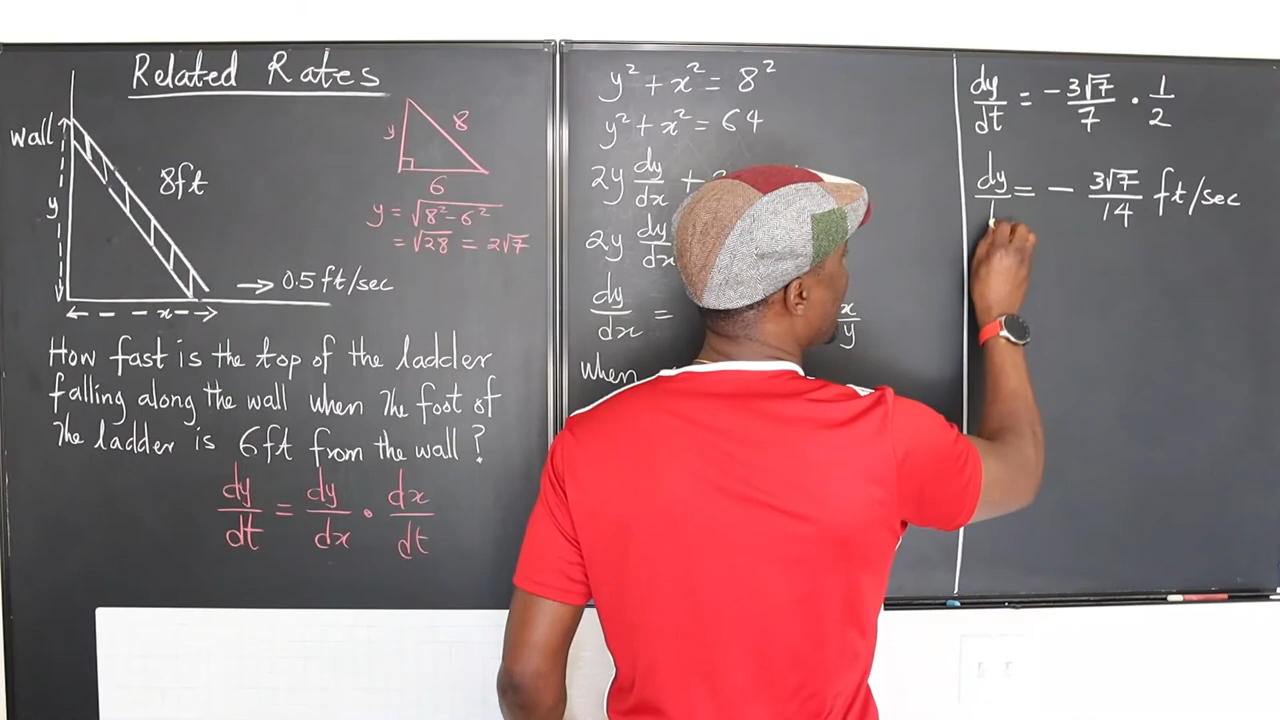 Related Rates
wall
y
8ft
→ 0.5 ft/sec
x
y
8
6
y = √(8² - 6²)
= √28 = 2√7
How fast is the top of the ladder
falling along the wall when the foot of
the ladder is 6ft from the wall?
dy/dt = dy/dx · dx/dt
y² + x² = 8²
y² + x² = 64
2y dy/dx +
2y dy/dx
dy/dx = x/y
when
dy/dt = -3√7/7 · 1/2
dy/ = - 3√7/14 ft/sec